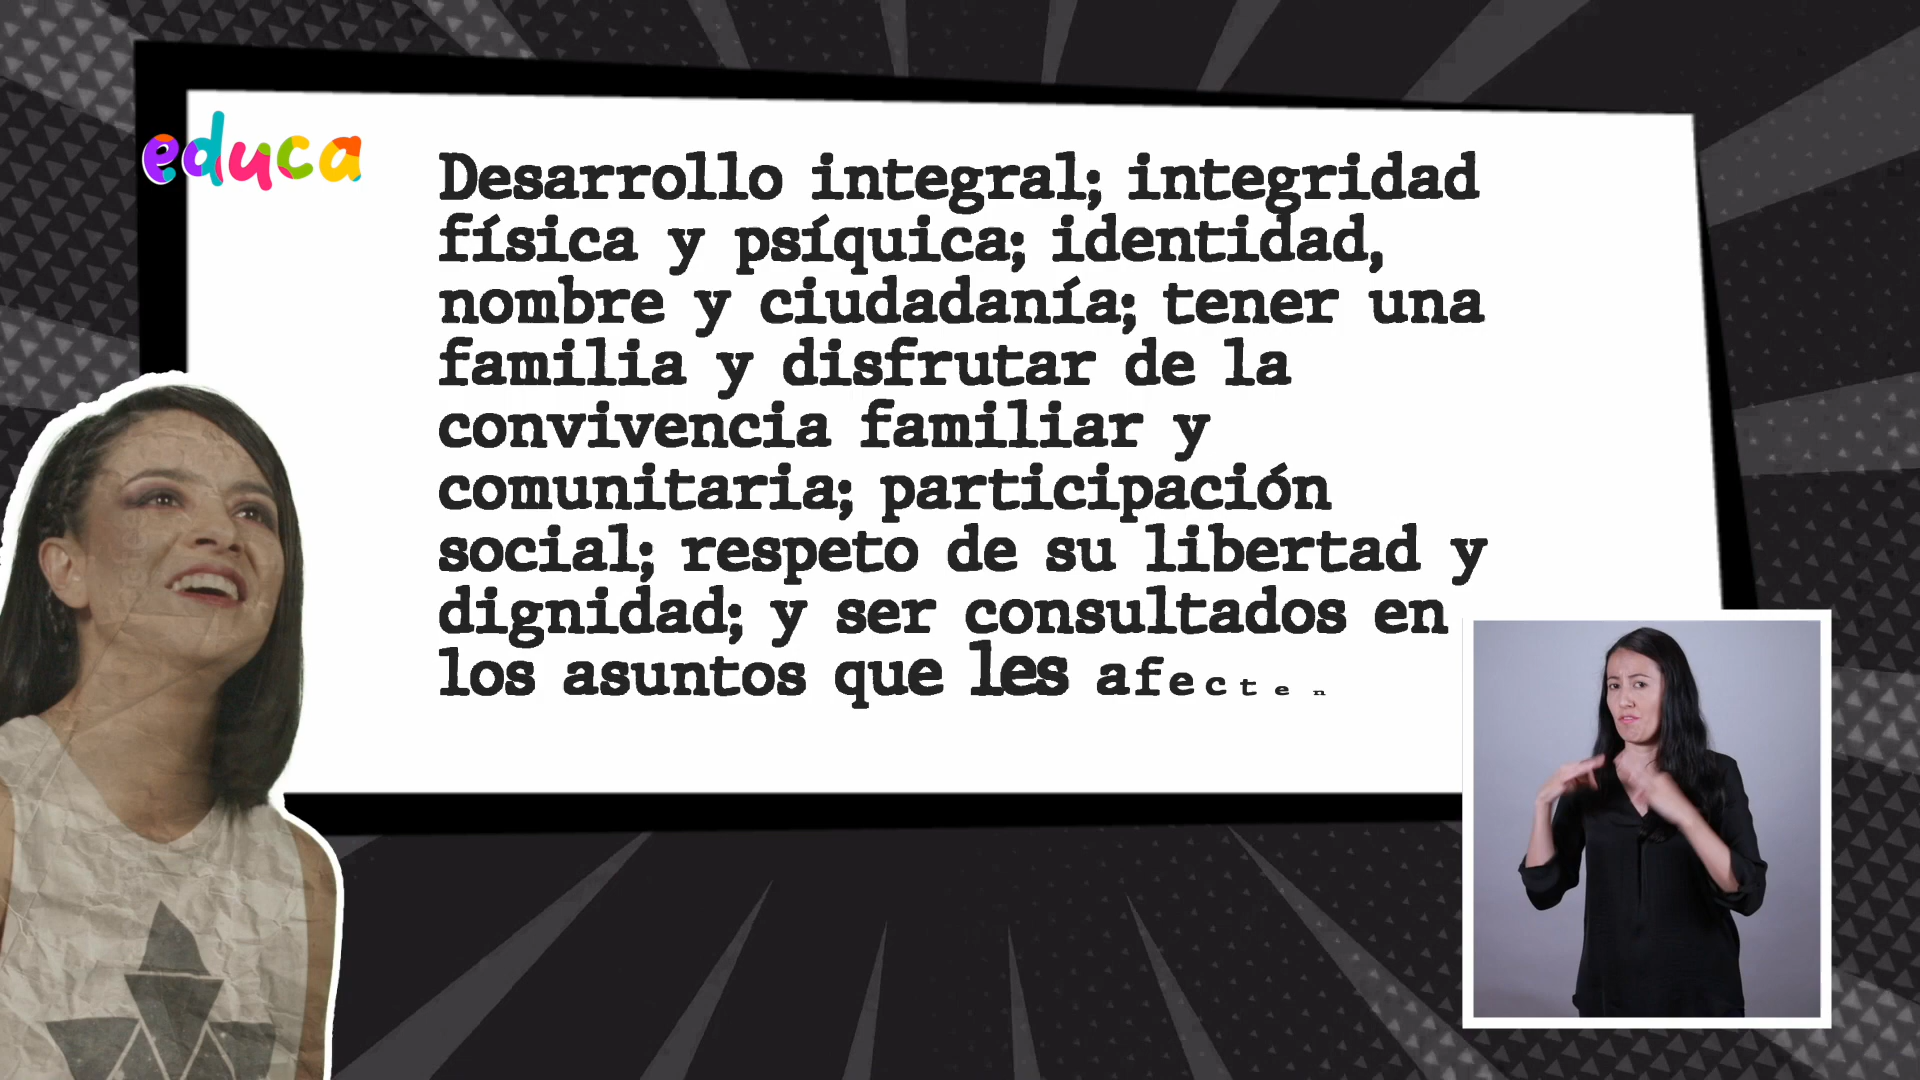 educa
Desarrollo integral; integridad
física y psíquica; identidad,
nombre y ciudadanía; tener una
familia y disfrutar de la
convivencia familiar y
comunitaria; participación
social; respeto de su libertad y
dignidad; y ser consultados en
los asuntos que les afecten